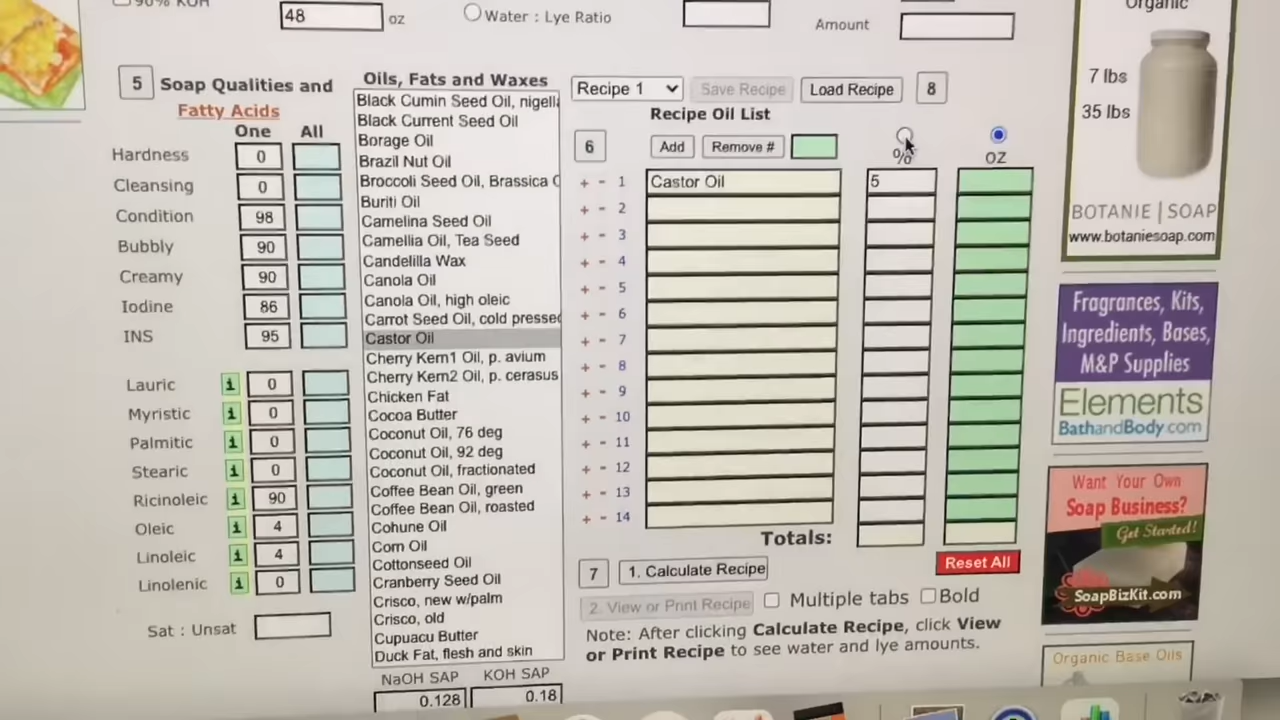 90% KOH
48 oz
Water : Lye Ratio
Amount
5 Soap Qualities and
Fatty Acids
One All
Hardness 0
Cleansing 0
Condition 98
Bubbly 90
Creamy 90
Iodine 86
INS 95
Lauric i 0
Myristic i 0
Palmitic i 0
Stearic i 0
Ricinoleic i 90
Oleic i 4
Linoleic i 4
Linolenic i 0
Sat : Unsat
Oils, Fats and Waxes
Black Cumin Seed Oil, nigell
Black Current Seed Oil
Borage Oil
Brazil Nut Oil
Broccoli Seed Oil, Brassica
Buriti Oil
Camelina Seed Oil
Camellia Oil, Tea Seed
Candelilla Wax
Canola Oil
Canola Oil, high oleic
Carrot Seed Oil, cold pressed
Castor Oil
Cherry Kern1 Oil, p. avium
Cherry Kern2 Oil, p. cerasus
Chicken Fat
Cocoa Butter
Coconut Oil, 76 deg
Coconut Oil, 92 deg
Coconut Oil, fractionated
Coffee Bean Oil, green
Coffee Bean Oil, roasted
Cohune Oil
Corn Oil
Cottonseed Oil
Cranberry Seed Oil
Crisco, new w/palm
Crisco, old
Cupuacu Butter
Duck Fat, flesh and skin
NaOH SAP KOH SAP
0.128 0.18
Recipe 1 Save Recipe Load Recipe 8
Recipe Oil List
6 Add Remove #
% oz
+ - 1 Castor Oil 5
+ - 2
+ - 3
+ - 4
+ - 5
+ - 6
+ - 7
+ - 8
+ - 9
+ - 10
+ - 11
+ - 12
+ - 13
+ - 14
Totals:
Reset All
7 1. Calculate Recipe
2. View or Print Recipe Multiple tabs Bold
Note: After clicking Calculate Recipe, click View
or Print Recipe to see water and lye amounts.
Organic
7 lbs
35 lbs
BOTANIE | SOAP
www.botaniesoap.com
Fragrances, Kits,
Ingredients, Bases,
M&P Supplies
Elements
BathandBody.com
Want Your Own
Soap Business?
Get Started!
SoapBizKit.com
Organic Base Oils